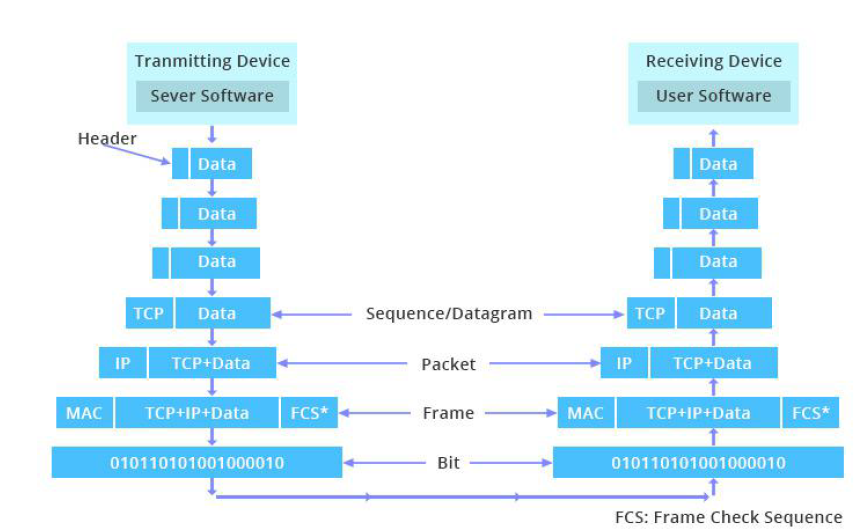 Tranmitting Device
Receiving Device
Sever Software
User Software
Header
Data
Data
Data
Data
Data
Data
TCP Data
Sequence/Datagram
TCP Data
IP TCP+Data
Packet
IP TCP+Data
MAC TCP+IP+Data FCS*
Frame
MAC TCP+IP+Data FCS*
010110101001000010
Bit
010110101001000010
FCS: Frame Check Sequence